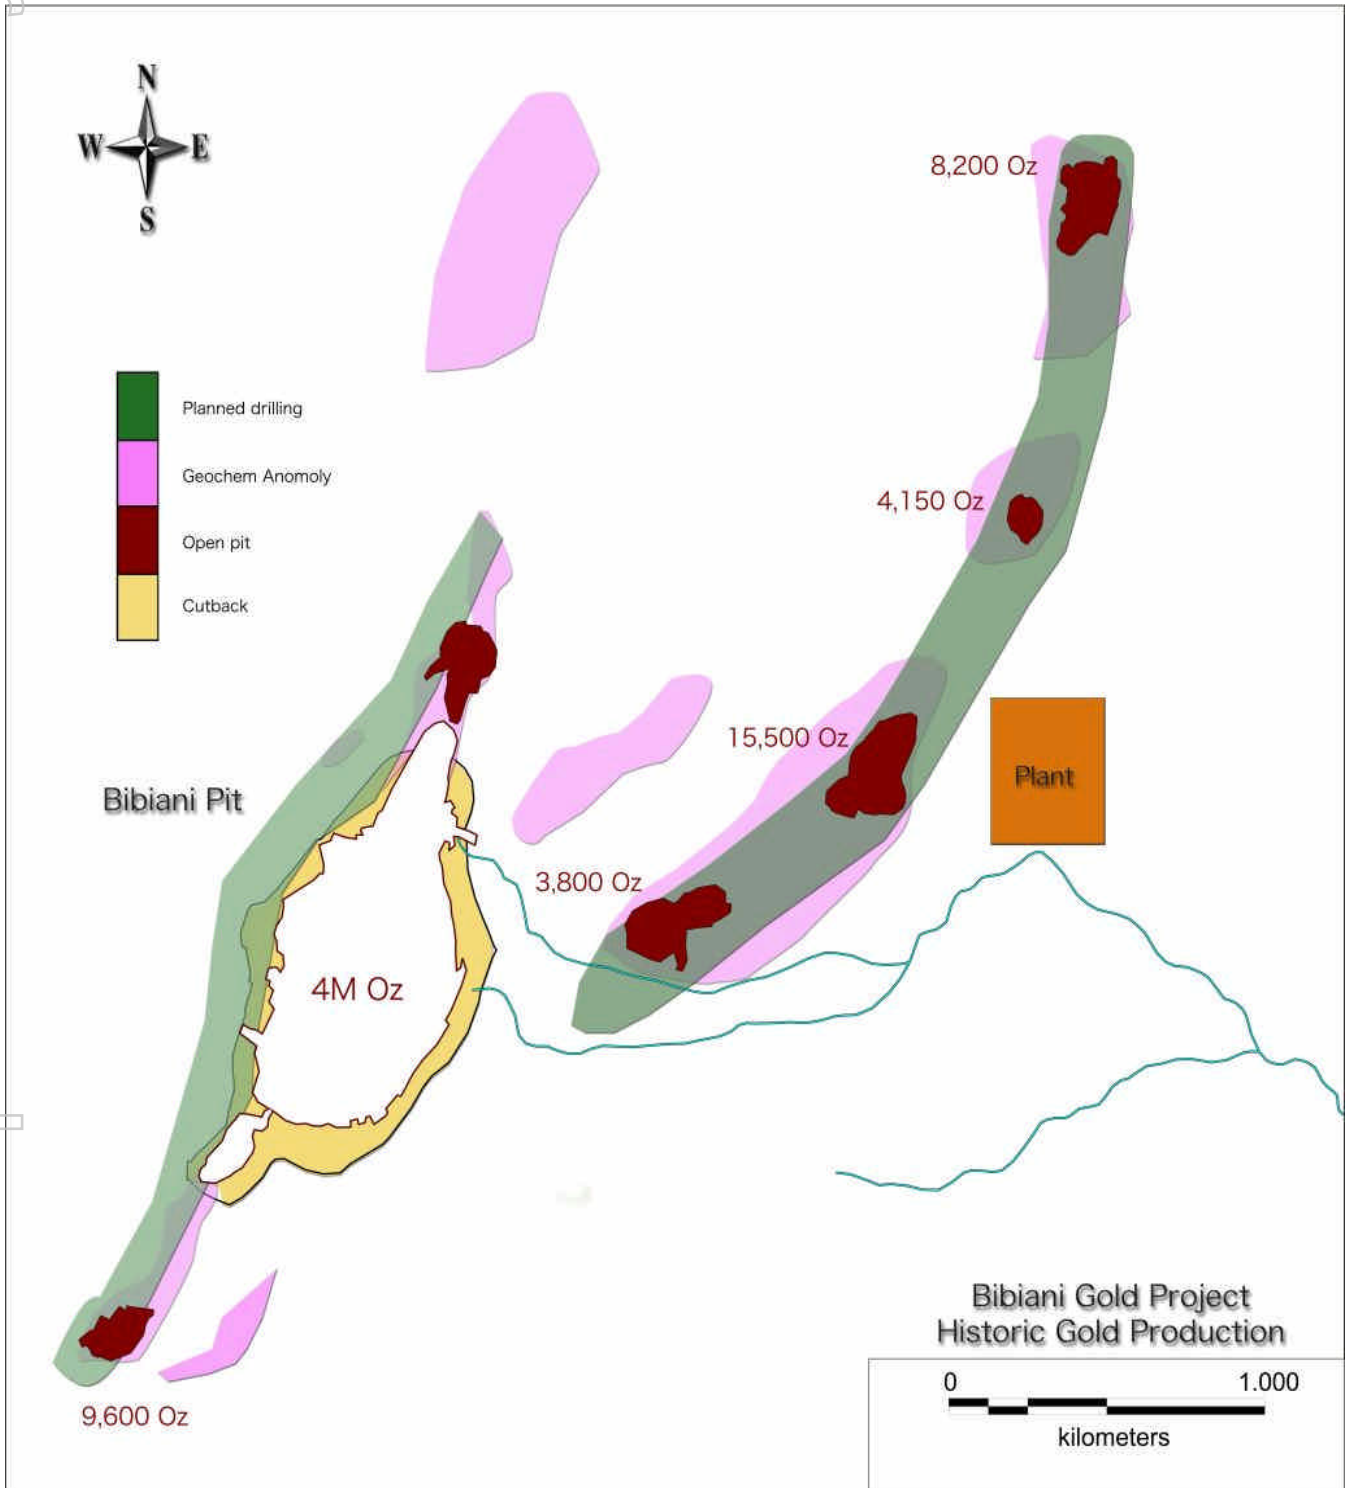 N
W E
S
8,200 Oz
Planned drilling
Geochem Anomoly
4,150 Oz
Open pit
Cutback
15,500 Oz
Plant
Bibiani Pit
3,800 Oz
4M Oz
Bibiani Gold Project
Historic Gold Production
0 1.000
kilometers
9,600 Oz